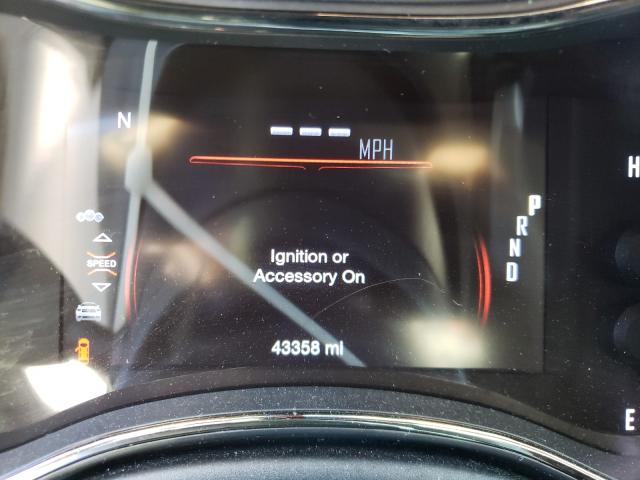 N
--- MPH
H
P
R
N
D
SPEED
Ignition or
Accessory On
43358 mi
E